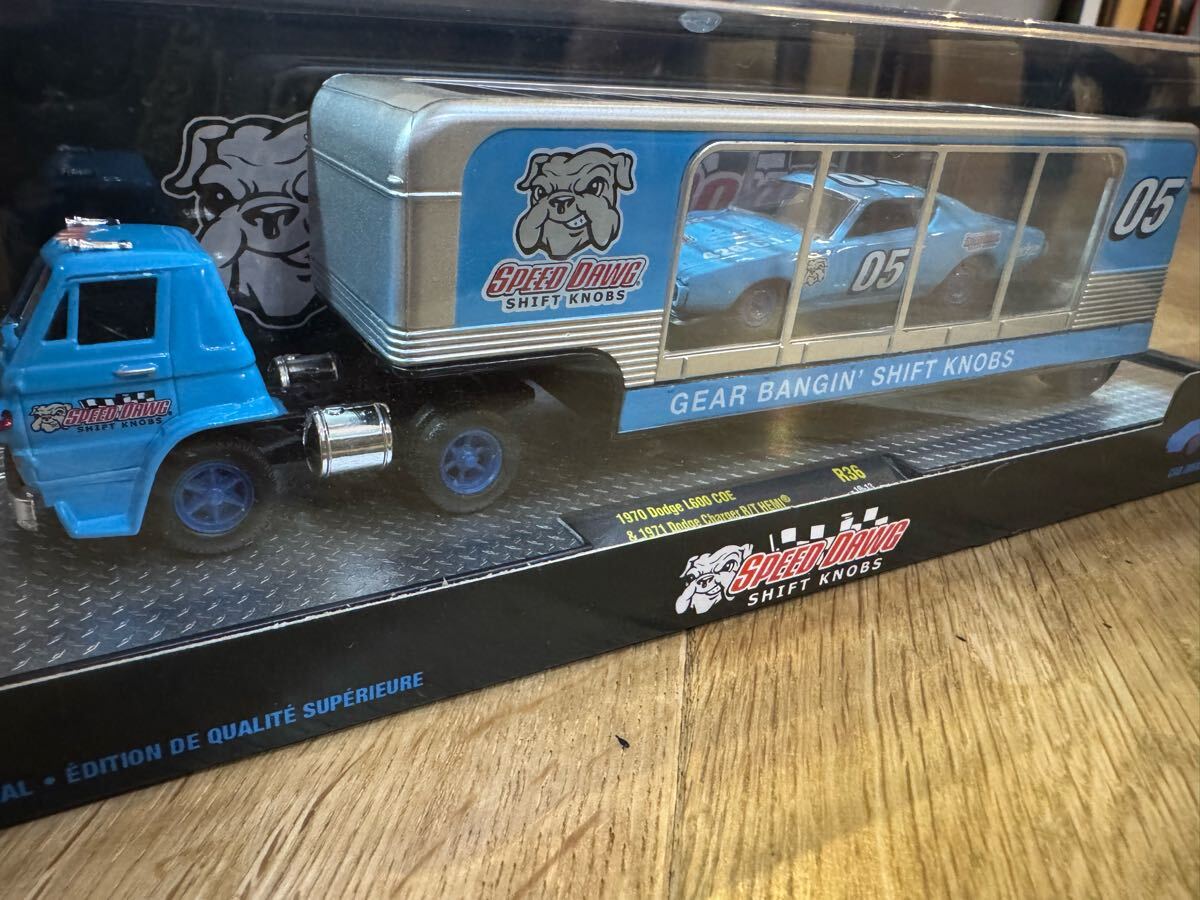 SPEED DAWG®
SHIFT KNOBS
05
05
GEAR BANGIN' SHIFT KNOBS
SPEED DAWG®
SHIFT KNOBS
1970 Dodge L600 COE
& 1971 Dodge Charger R/T HEMI®
R36
SPEED DAWG
SHIFT KNOBS
AL • ÉDITION DE QUALITÉ SUPÉRIEURE